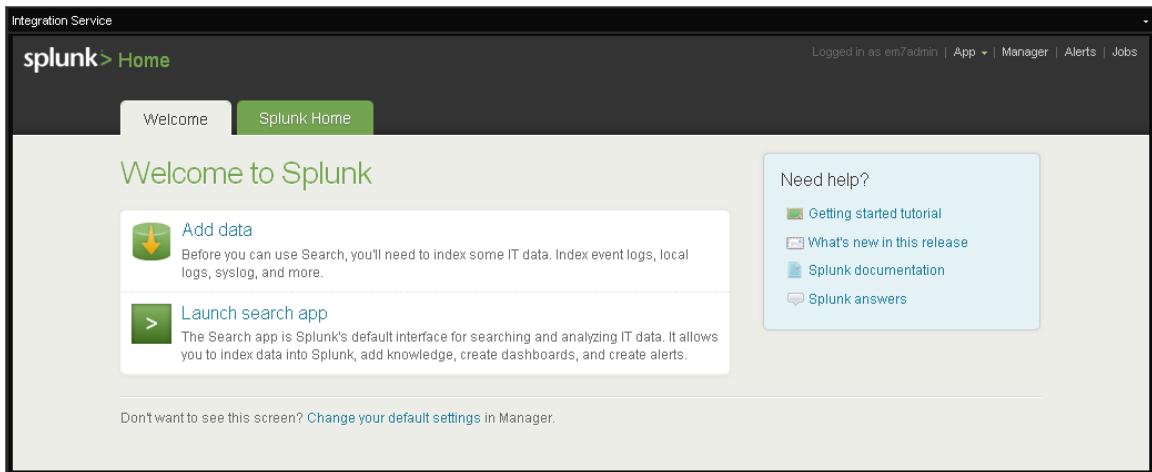 Integration Service
splunk> Home
Logged in as em7admin | App | Manager | Alerts | Jobs
Welcome
Splunk Home
Welcome to Splunk
Add data
Before you can use Search, you'll need to index some IT data. Index event logs, local
logs, syslog, and more.
>
Launch search app
The Search app is Splunk's default interface for searching and analyzing IT data. It allows
you to index data into Splunk, add knowledge, create dashboards, and create alerts.
Need help?
Getting started tutorial
What's new in this release
Splunk documentation
Splunk answers
Don't want to see this screen? Change your default settings in Manager.